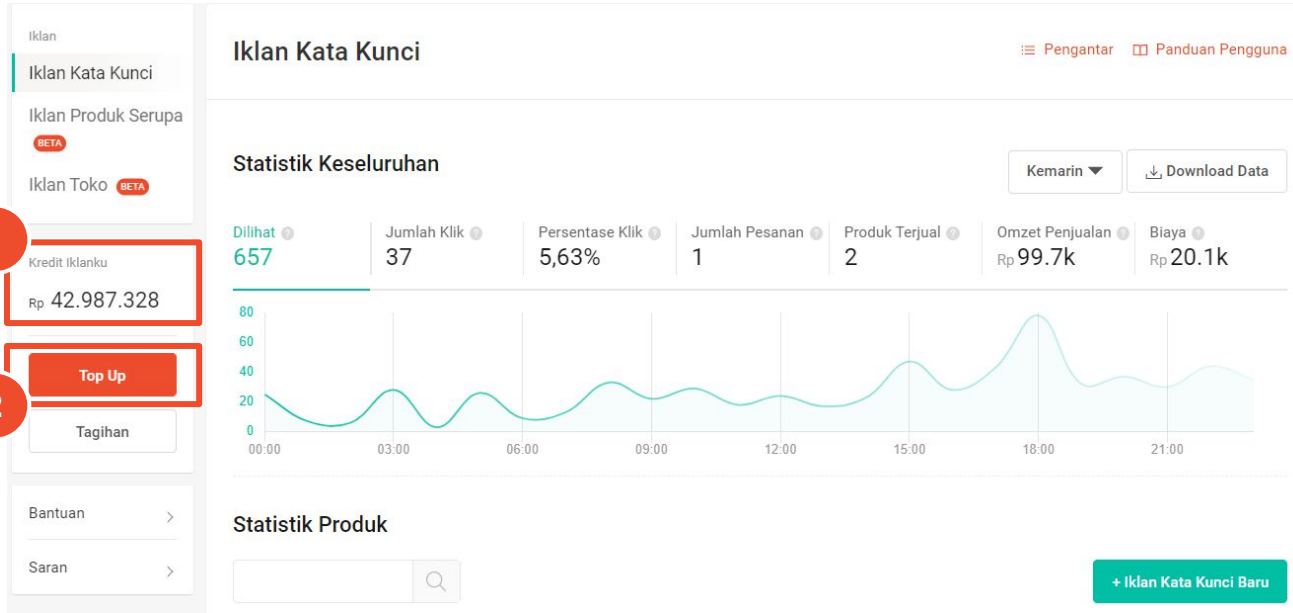 Iklan
Iklan Kata Kunci
Iklan Produk Serupa
BETA
Iklan Toko BETA
Kredit Iklanku
Rp 42.987.328
Top Up
2
Tagihan
Bantuan
Saran
Iklan Kata Kunci
Pengantar
Panduan Pengguna
Statistik Keseluruhan
Kemarin
Download Data
Dilihat
657
Jumlah Klik
37
Persentase Klik
5,63%
Jumlah Pesanan
1
Produk Terjual
2
Omzet Penjualan
Rp 99.7k
Biaya
Rp 20.1k
80
60
40
20
0
00:00 03:00 06:00 09:00 12:00 15:00 18:00 21:00
Statistik Produk
+ Iklan Kata Kunci Baru